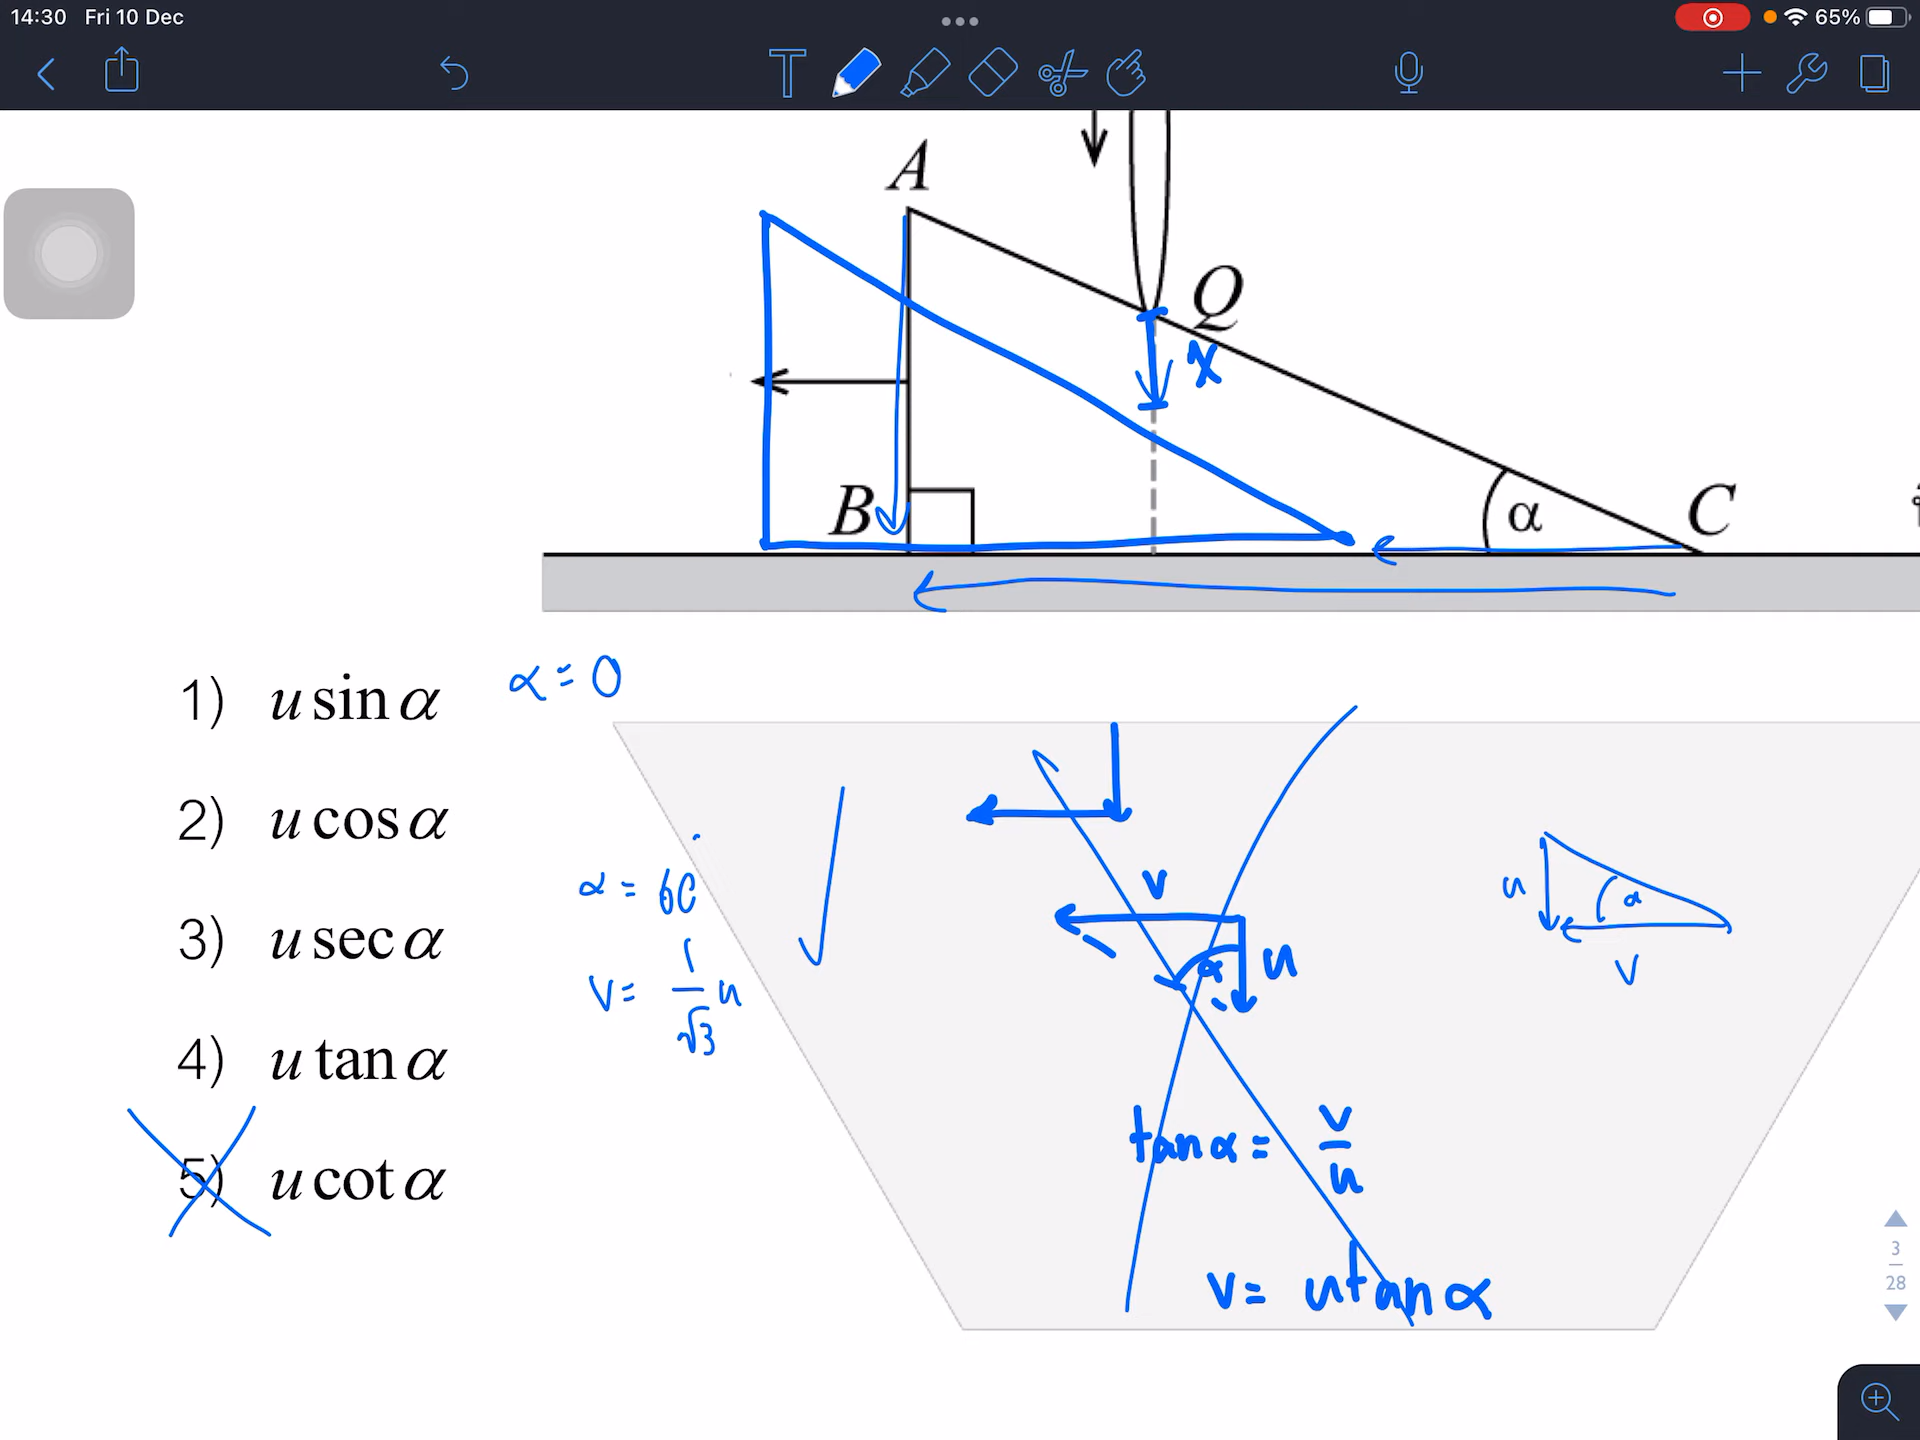 14:30 Fri 10 Dec
65%
A
Q
x
B
α
C
1) u sin α
α = 0
2) u cos α
v
u
α
u
α
v
α = 60
3) u sec α
v = 1/√3 u
4) u tan α
tan α = v/u
5) u cot α
v = u tan α
3
28